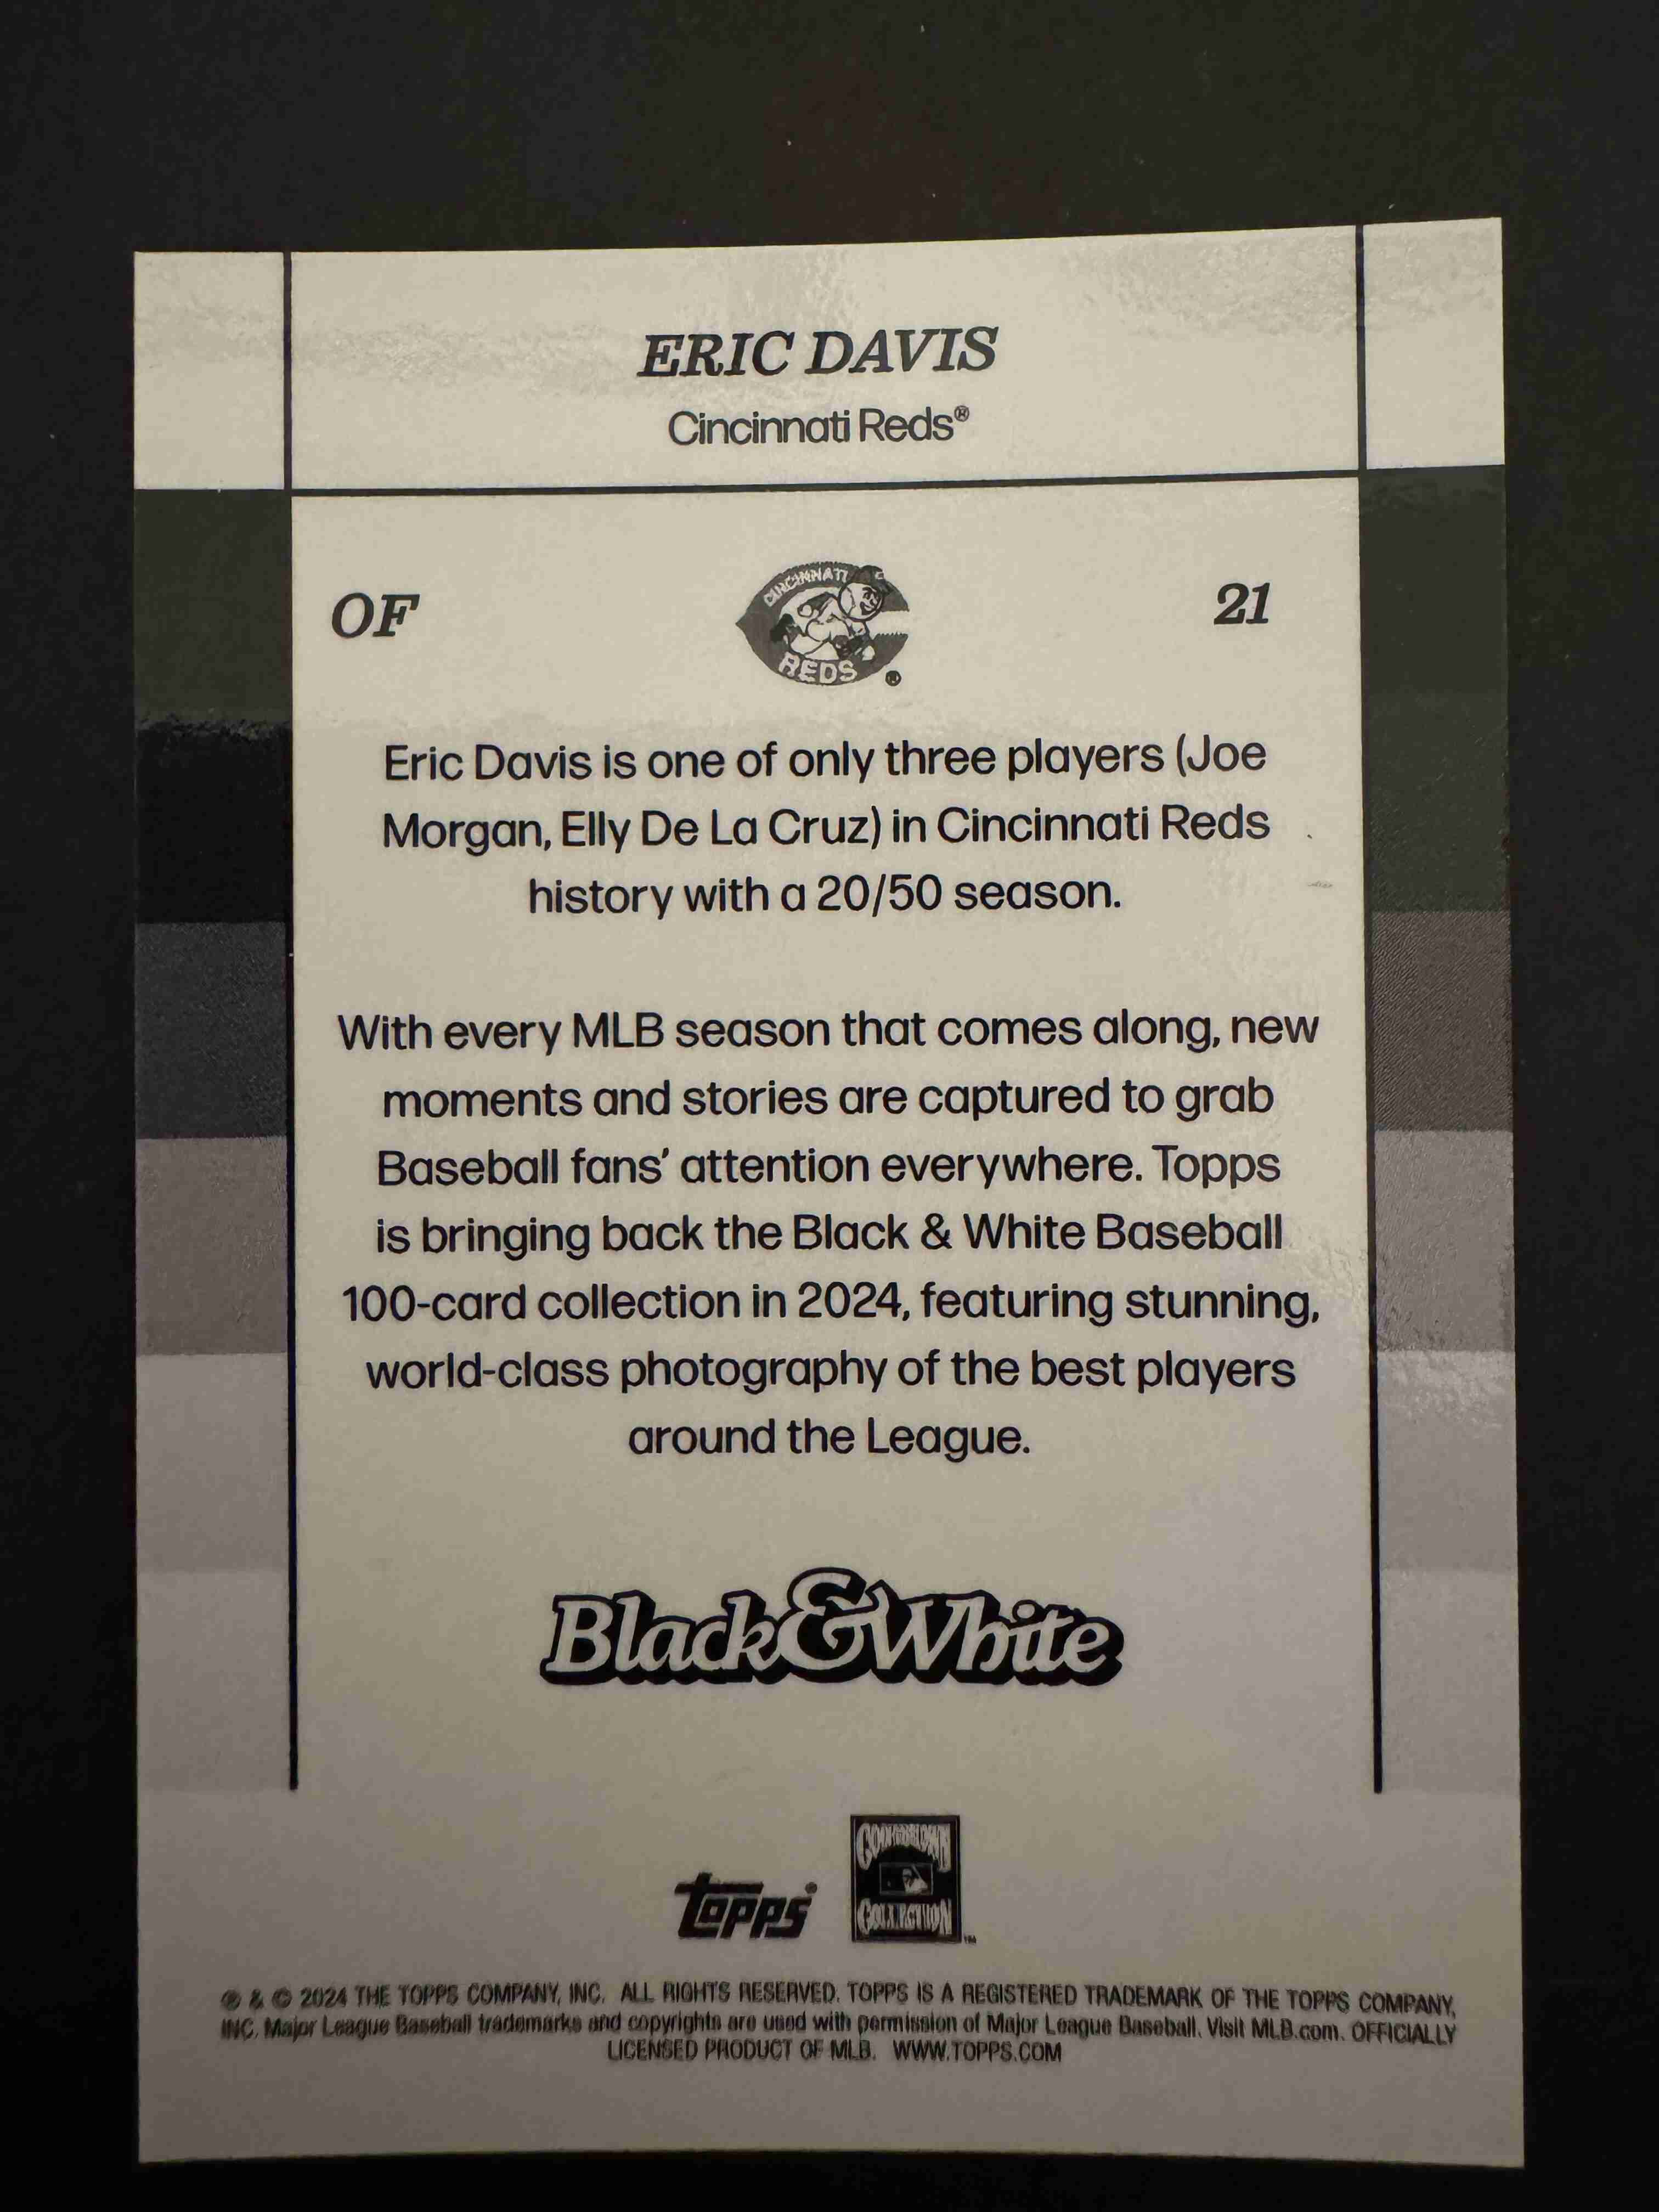 ERIC DAVIS
Cincinnati Reds®
OF
CINCINNATI
REDS
®
21
Eric Davis is one of only three players (Joe
Morgan, Elly De La Cruz) in Cincinnati Reds
history with a 20/50 season.
With every MLB season that comes along, new
moments and stories are captured to grab
Baseball fans’ attention everywhere. Topps
is bringing back the Black & White Baseball
100-card collection in 2024, featuring stunning,
world-class photography of the best players
around the League.
Black&White
topps®
COOPERSTOWN
COLLECTION
™
® & © 2024 THE TOPPS COMPANY, INC. ALL RIGHTS RESERVED. TOPPS IS A REGISTERED TRADEMARK OF THE TOPPS COMPANY,
INC. Major League Baseball trademarks and copyrights are used with permission of Major League Baseball. Visit MLB.com. OFFICIALLY
LICENSED PRODUCT OF MLB. WWW.TOPPS.COM